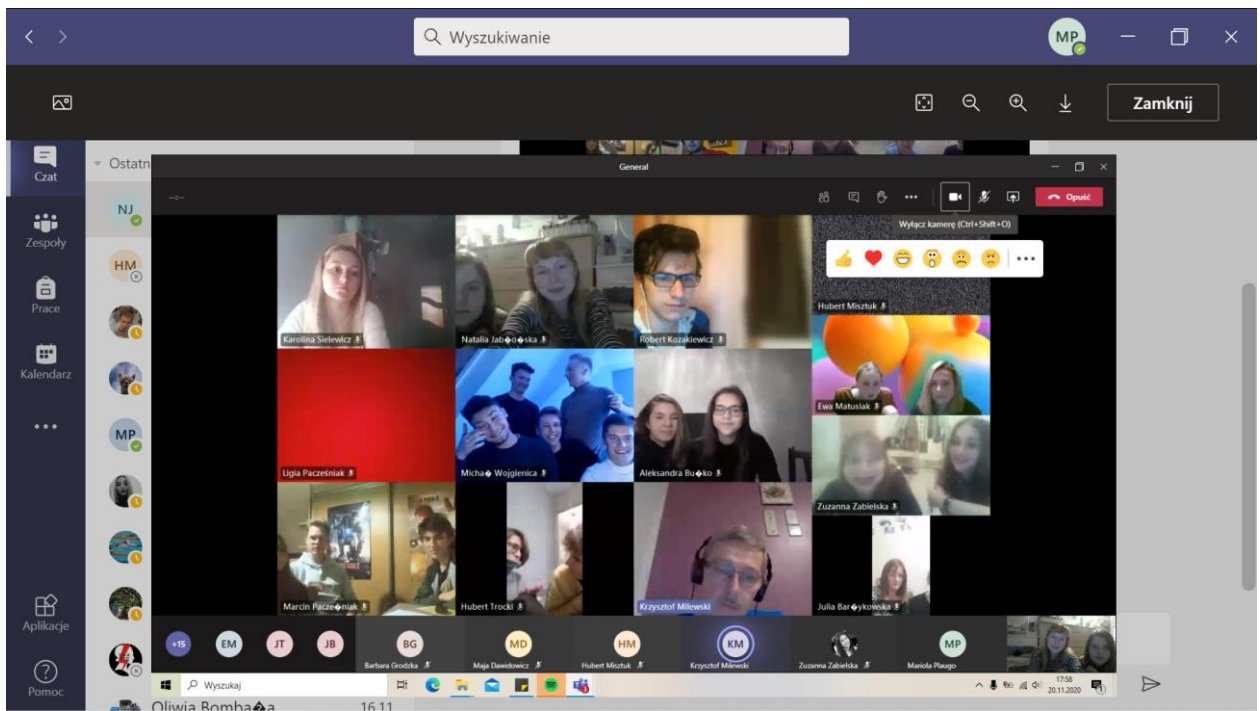 Wyszukiwanie
MP
Zamknij
Czat
Ostatn
General
NJ
Opuść
Wyłącz kamerę (Ctrl+Shift+O)
Zespoły
HM
Prace
Hubert Misztuk
Karolina Sielewicz
Natalia Jab�o�ska
Robert Kozakiewicz
Kalendarz
Ewa Matusiak
MP
Ligia Pacześniak
Micha� Wojgienica
Aleksandra Bu�ko
Zuzanna Zabielska
Marcin Pacze�niak
Hubert Trocki
Krzysztof Milewski
Julia Bar�ykowska
Aplikacje
+15 EM JT JB BG MD HM KM MP
Barbara Grodzka Maja Dawidowicz Hubert Misztuk Krzysztof Milewski Zuzanna Zabielska Mariola Plaugo
Pomoc
Wyszukaj
17:58
20.11.2020
Oliwia Bomba�a 16.11